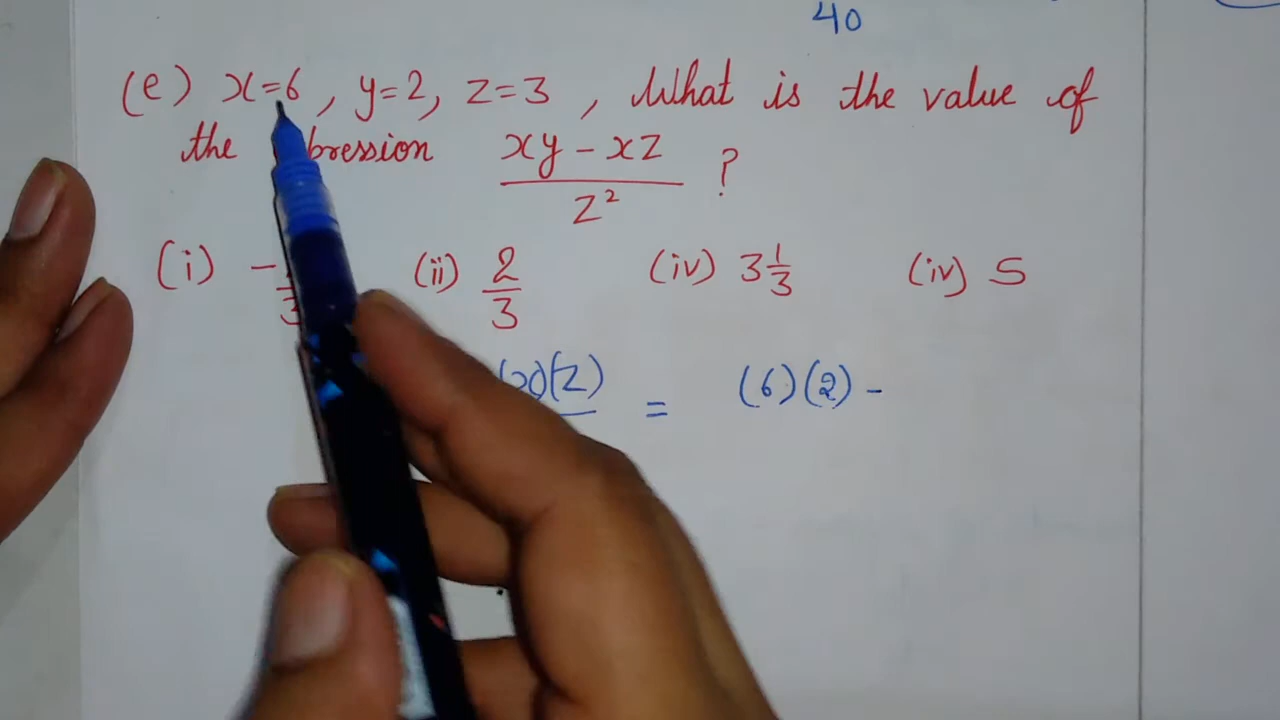 40
(e) x=6, y=2, z=3, What is the value of
the xy - xz / z² ?
(i) - /3 (ii) 2/3 (iv) 3 1/3 (iv) 5
(x)(z) = (6)(2) -